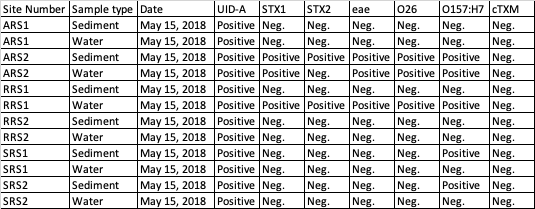 Site Number Sample type Date UID-A STX1 STX2 eae O26 O157:H7 cTXM
ARS1 Sediment May 15, 2018 Positive Neg. Neg. Neg. Neg. Neg. Neg.
ARS1 Water May 15, 2018 Positive Neg. Neg. Neg. Neg. Neg. Neg.
ARS2 Sediment May 15, 2018 Positive Positive Positive Positive Positive Positive Neg.
ARS2 Water May 15, 2018 Positive Positive Neg. Positive Positive Positive Neg.
RRS1 Sediment May 15, 2018 Positive Neg. Neg. Neg. Neg. Neg. Neg.
RRS1 Water May 15, 2018 Positive Positive Positive Positive Positive Positive Neg.
RRS2 Sediment May 15, 2018 Positive Neg. Neg. Neg. Neg. Neg. Neg.
RRS2 Water May 15, 2018 Positive Neg. Neg. Neg. Neg. Neg. Neg.
SRS1 Sediment May 15, 2018 Positive Neg. Neg. Neg. Neg. Positive Neg.
SRS1 Water May 15, 2018 Positive Neg. Neg. Neg. Neg. Neg. Neg.
SRS2 Sediment May 15, 2018 Positive Neg. Neg. Neg. Neg. Positive Neg.
SRS2 Water May 15, 2018 Positive Neg. Neg. Neg. Neg. Neg. Neg.